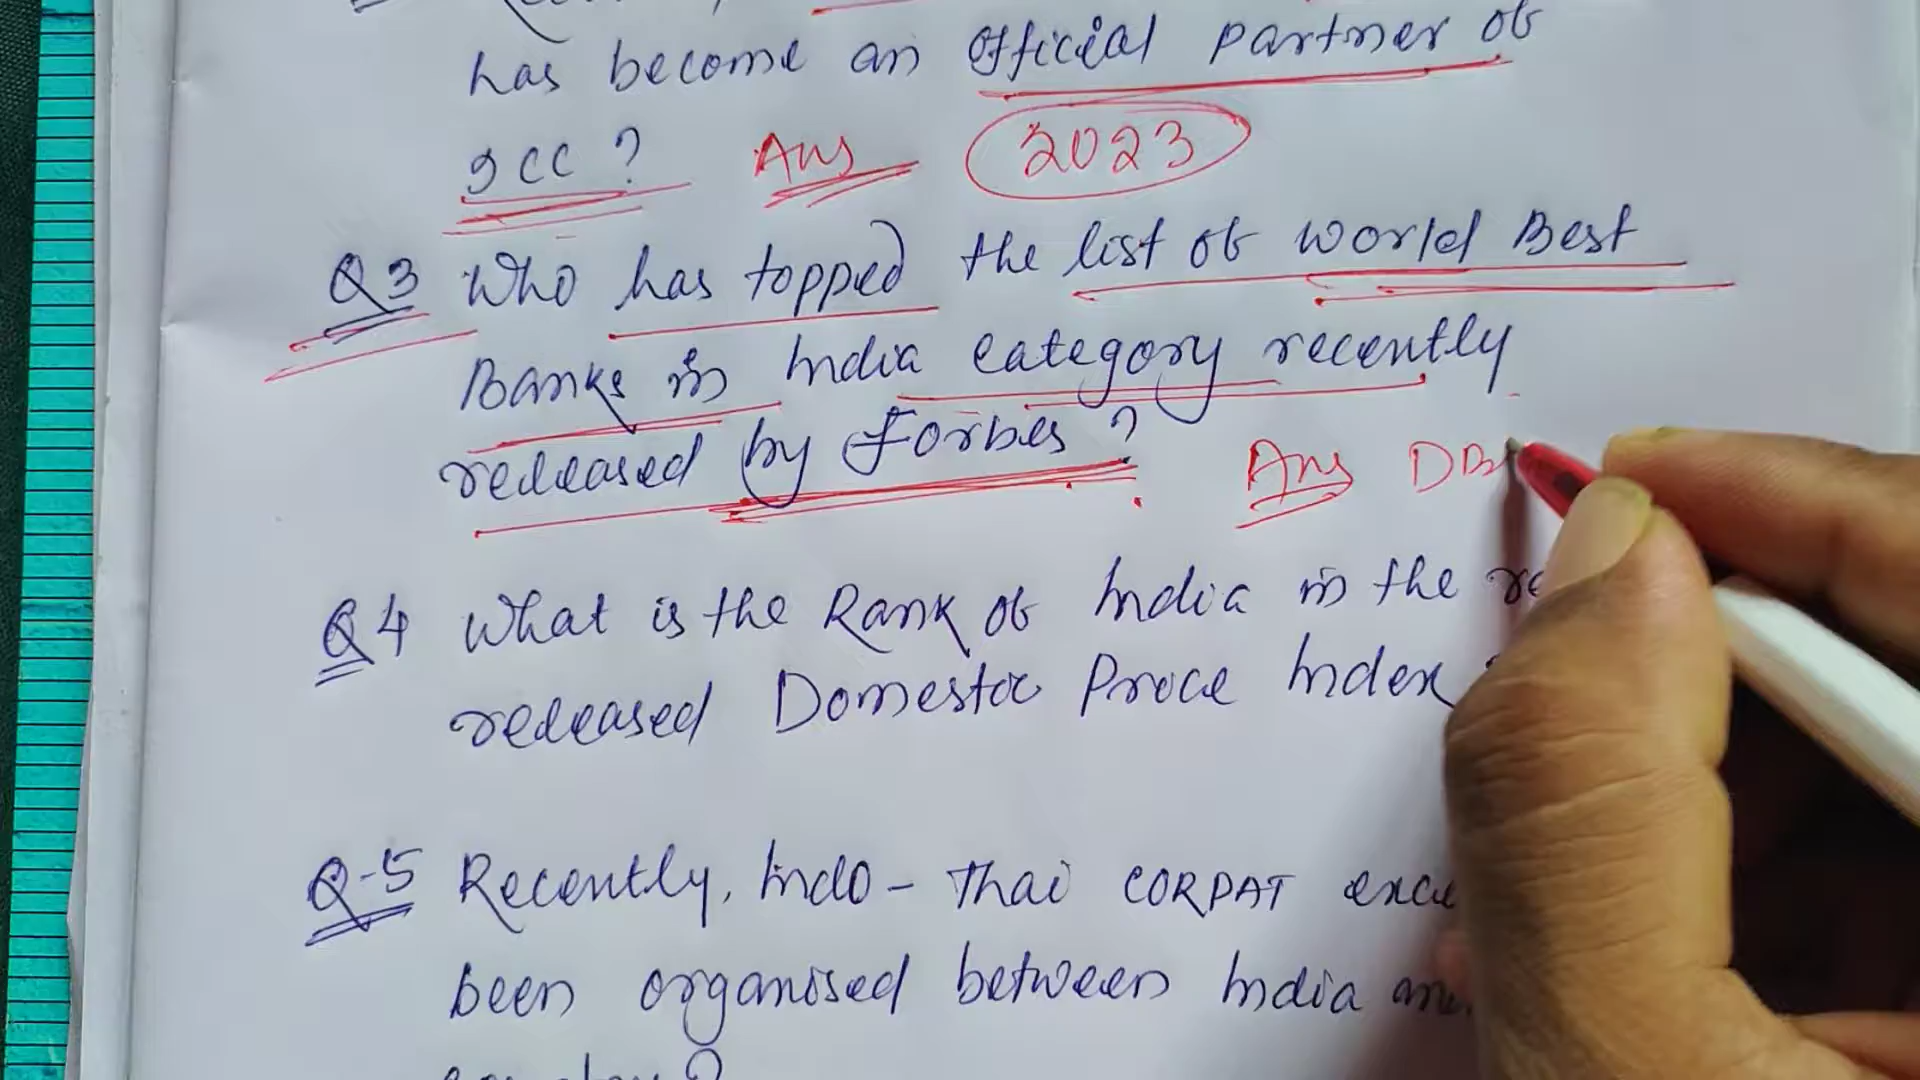 has become an official partner of
ICC ? Ans 2023
Q3 Who has topped the list of world Best
Banks in India category recently
released by Forbes ? Ans DB
Q4 What is the Rank of India in the
released Domestic Price Index
Q-5 Recently, Indo - Thai CORPAT
been organised between India